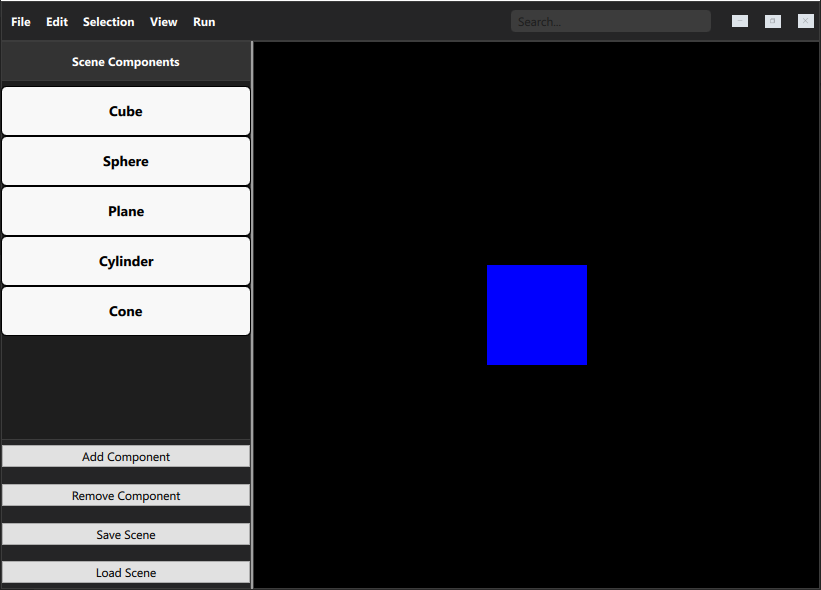 File Edit Selection View Run Search...
Scene Components
Cube
Sphere
Plane
Cylinder
Cone
Add Component
Remove Component
Save Scene
Load Scene